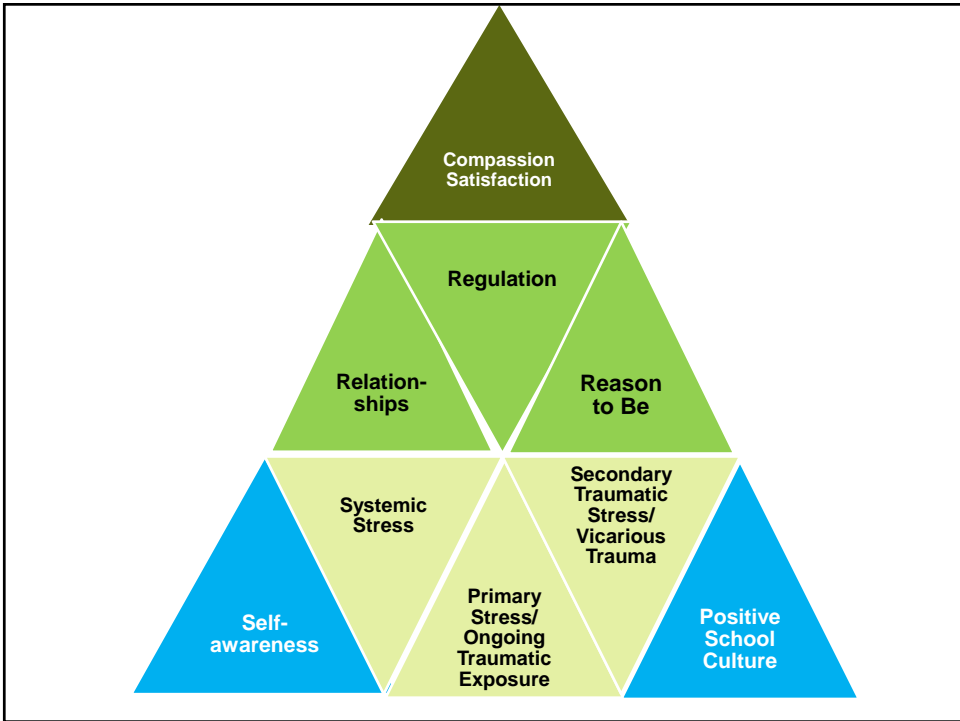 Compassion
Satisfaction
Regulation
Relation-
ships
Reason
to Be
Self-
awareness
Systemic
Stress
Primary
Stress/
Ongoing
Traumatic
Exposure
Secondary
Traumatic
Stress/
Vicarious
Trauma
Positive
School
Culture